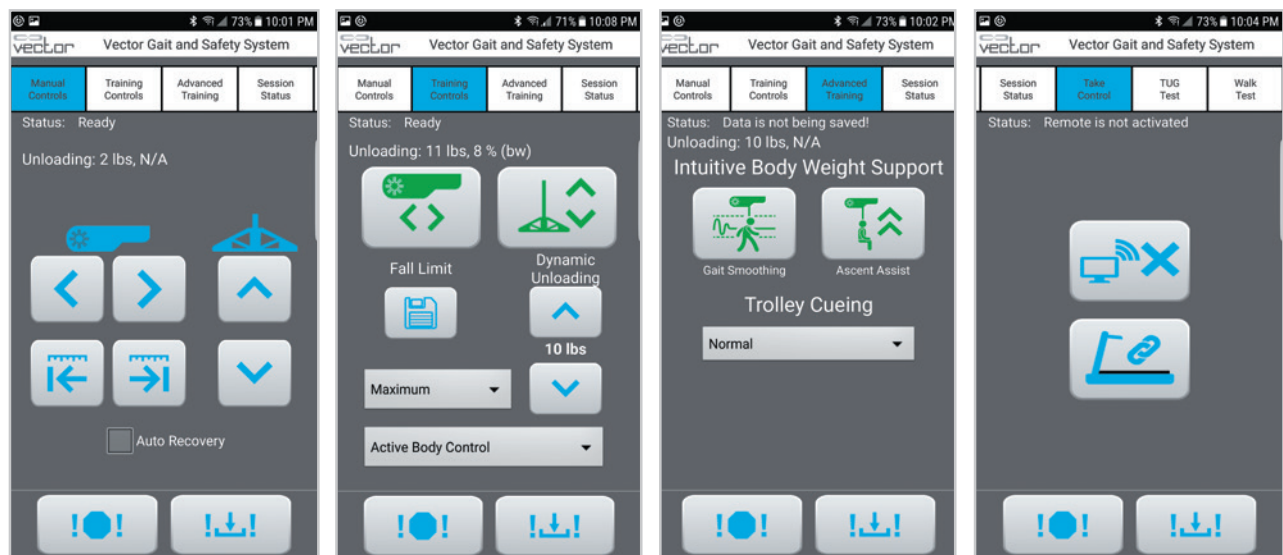 73% 10:01 PM
vector Vector Gait and Safety System
Manual Controls Training Controls Advanced Training Session Status
Status: Ready
Unloading: 2 lbs, N/A
Auto Recovery
! !
! !
71% 10:08 PM
vector Vector Gait and Safety System
Manual Controls Training Controls Advanced Training Session Status
Status: Ready
Unloading: 11 lbs, 8 % (bw)
Fall Limit
Dynamic
Unloading
10 lbs
Maximum
Active Body Control
! !
! !
73% 10:02 PM
vector Vector Gait and Safety System
Manual Controls Training Controls Advanced Training Session Status
Status: Data is not being saved!
Unloading: 10 lbs, N/A
Intuitive Body Weight Support
Gait Smoothing Ascent Assist
Trolley Cueing
Normal
! !
! !
73% 10:04 PM
vector Vector Gait and Safety System
Session Status Take Control TUG Test Walk Test
Status: Remote is not activated
! !
! !